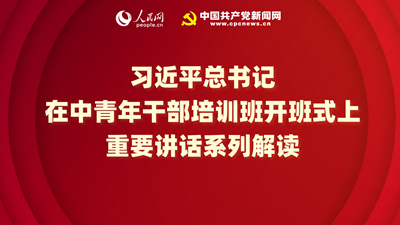 人民网 中国共产党新闻网
people.cn www.cpcnews.cn
习近平总书记
在中青年干部培训班开班式上
重要讲话系列解读